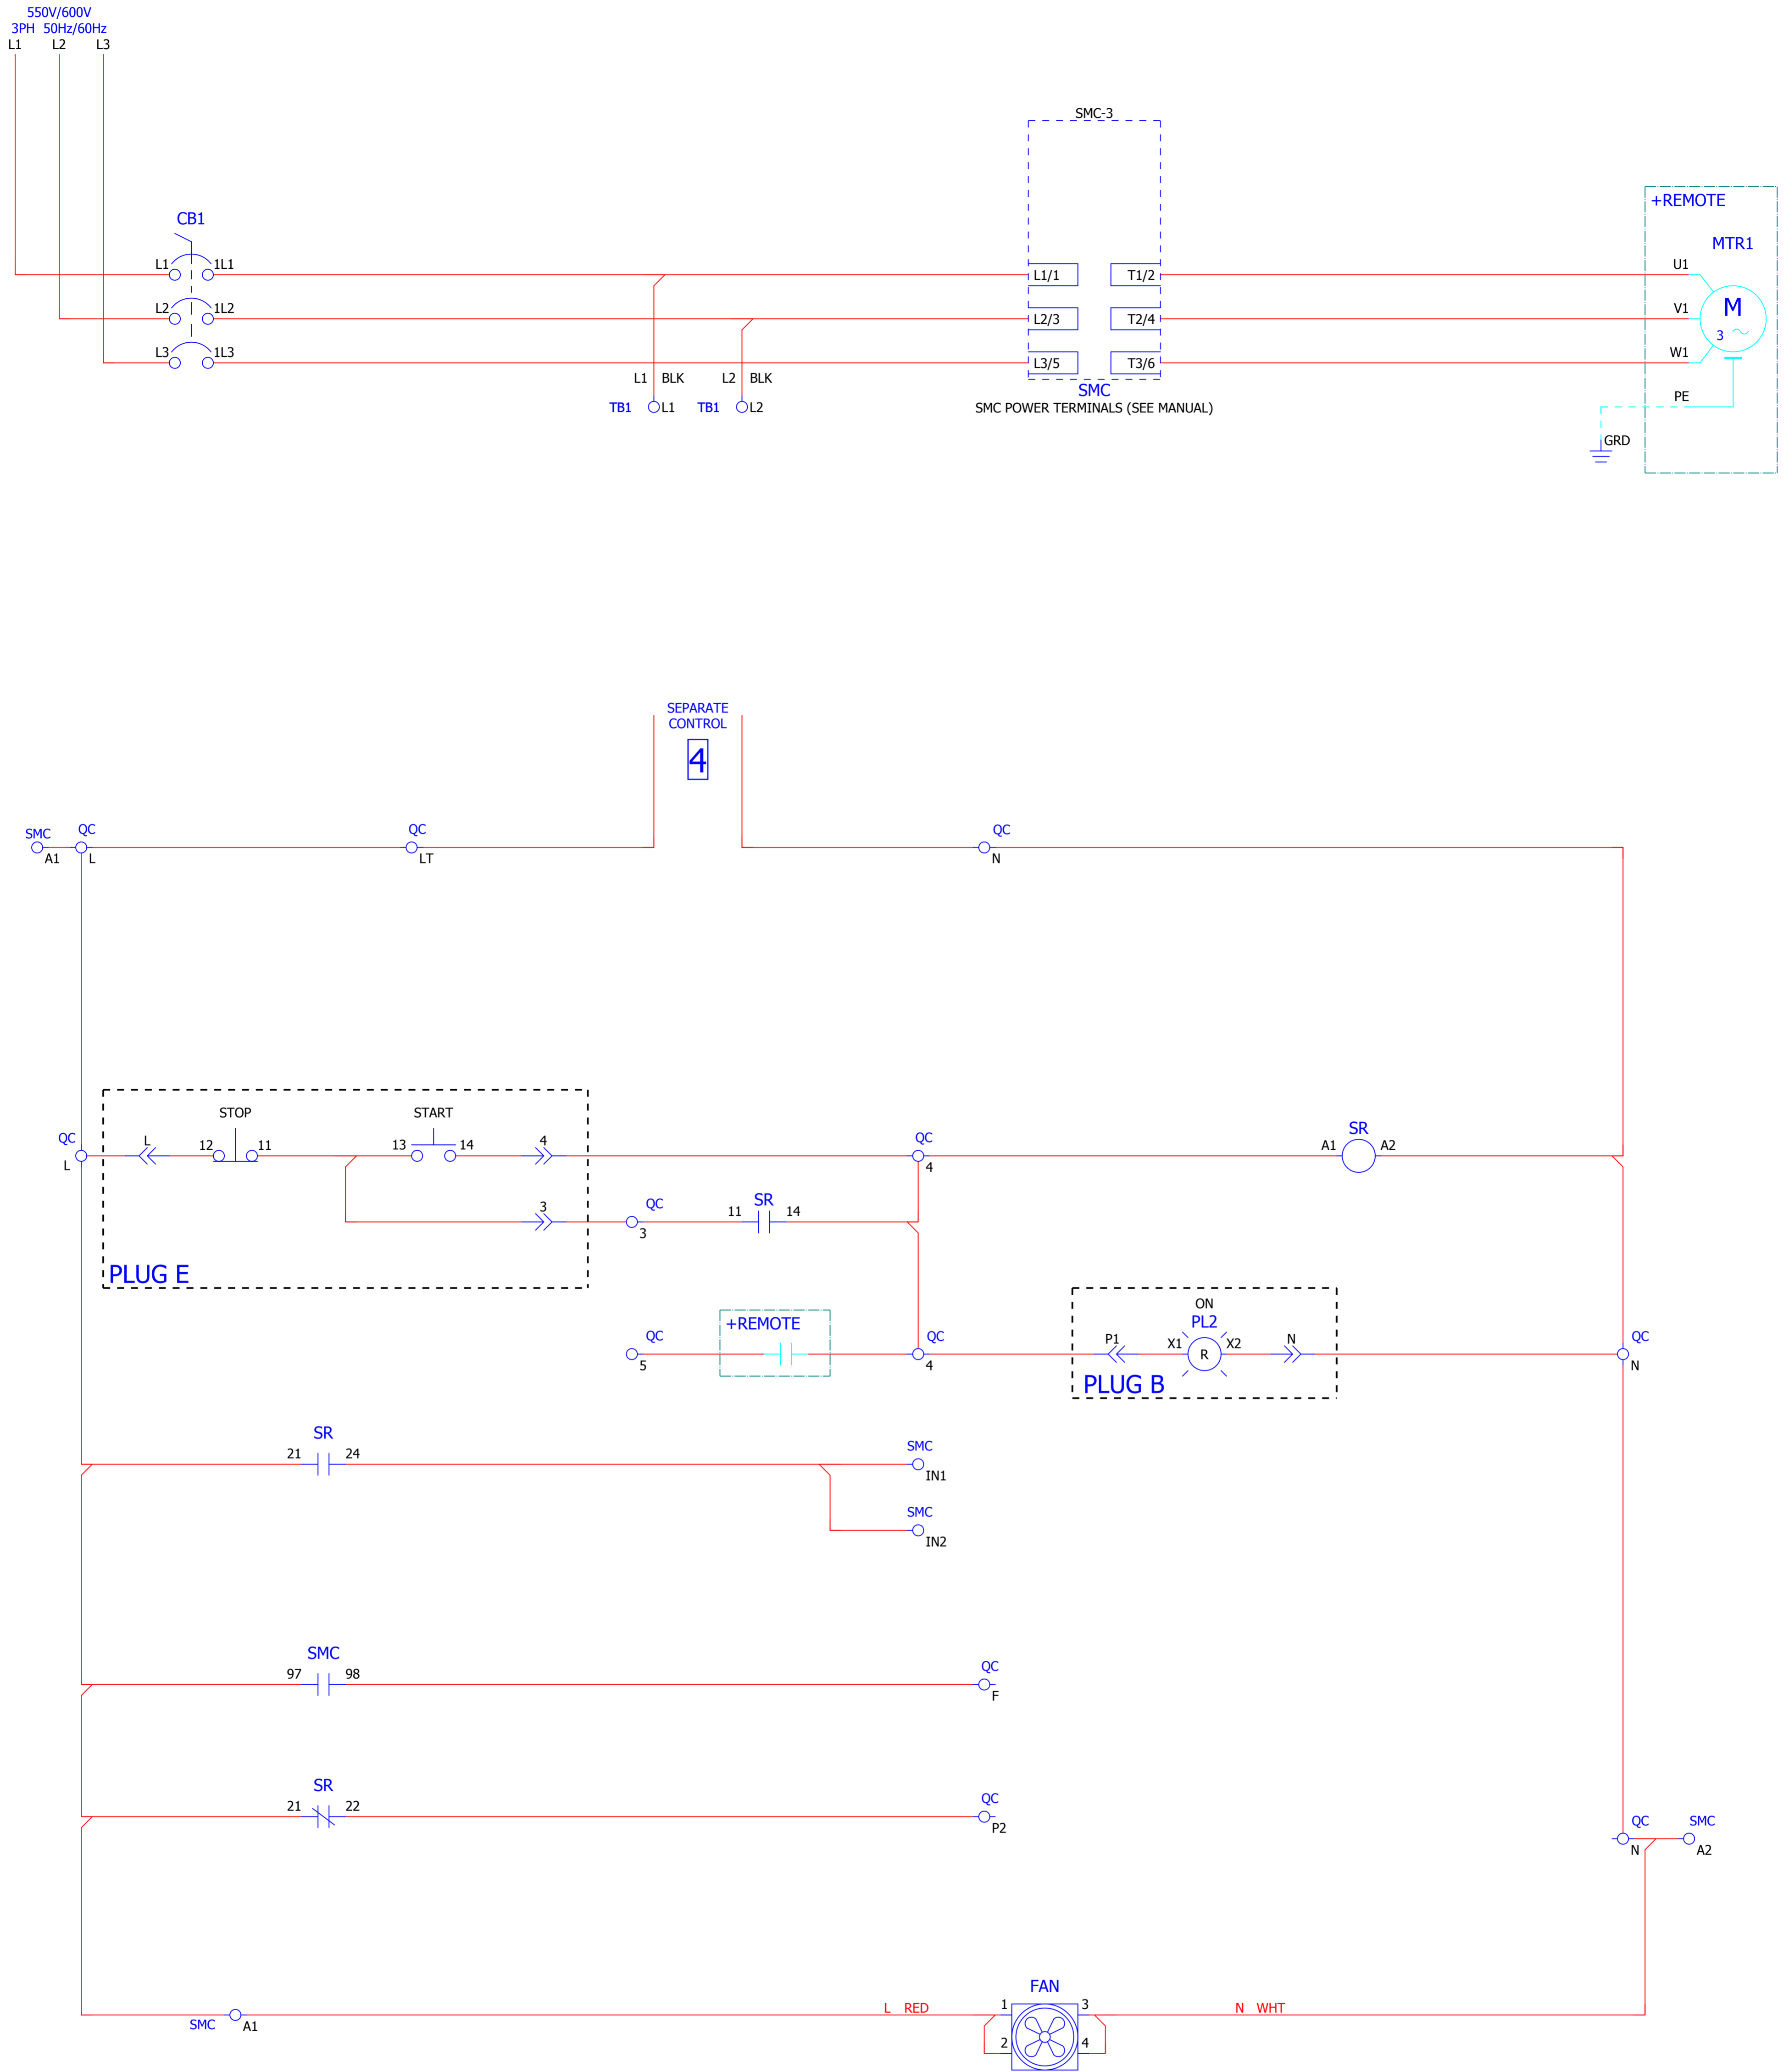 550V/600V
3PH 50Hz/60Hz
L1 L2 L3
SMC-3
+REMOTE
MTR1
CB1
L1 1L1
L1/1 T1/2
U1
L2 1L2
L2/3 T2/4
V1
M
3
L3 1L3
L3/5 T3/6
W1
L1 BLK L2 BLK
TB1 L1 TB1 L2
SMC
SMC POWER TERMINALS (SEE MANUAL)
PE
GRD
SEPARATE
CONTROL
4
SMC QC QC QC
A1 L LT N
STOP START
QC L 12 11 13 14 4 QC SR
L 4 A1 A2
3 QC 11 SR 14
3
PLUG E
+REMOTE
ON
PL2
QC QC P1 X1 R X2 N QC
5 4 N
PLUG B
SR
21 24
SMC
IN1
SMC
IN2
SMC
97 98
QC
F
SR
21 22
QC
P2
QC SMC
N A2
FAN
L RED 1 3 N WHT
SMC A1
2 4